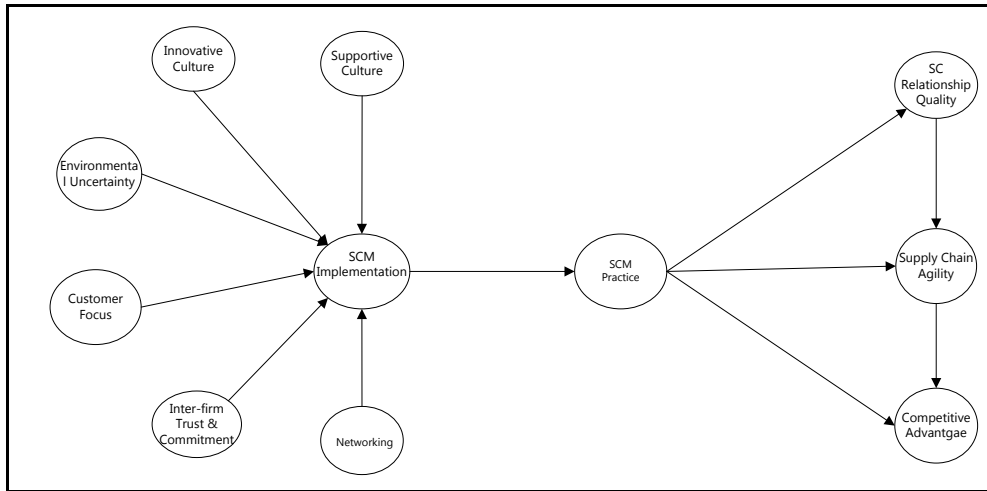 Innovative
Culture
Supportive
Culture
SC
Relationship
Quality
Environmenta
l Uncertainty
SCM
Implementation
SCM
Practice
Supply Chain
Agility
Customer
Focus
Inter-firm
Trust &
Commitment
Networking
Competitive
Advantgae